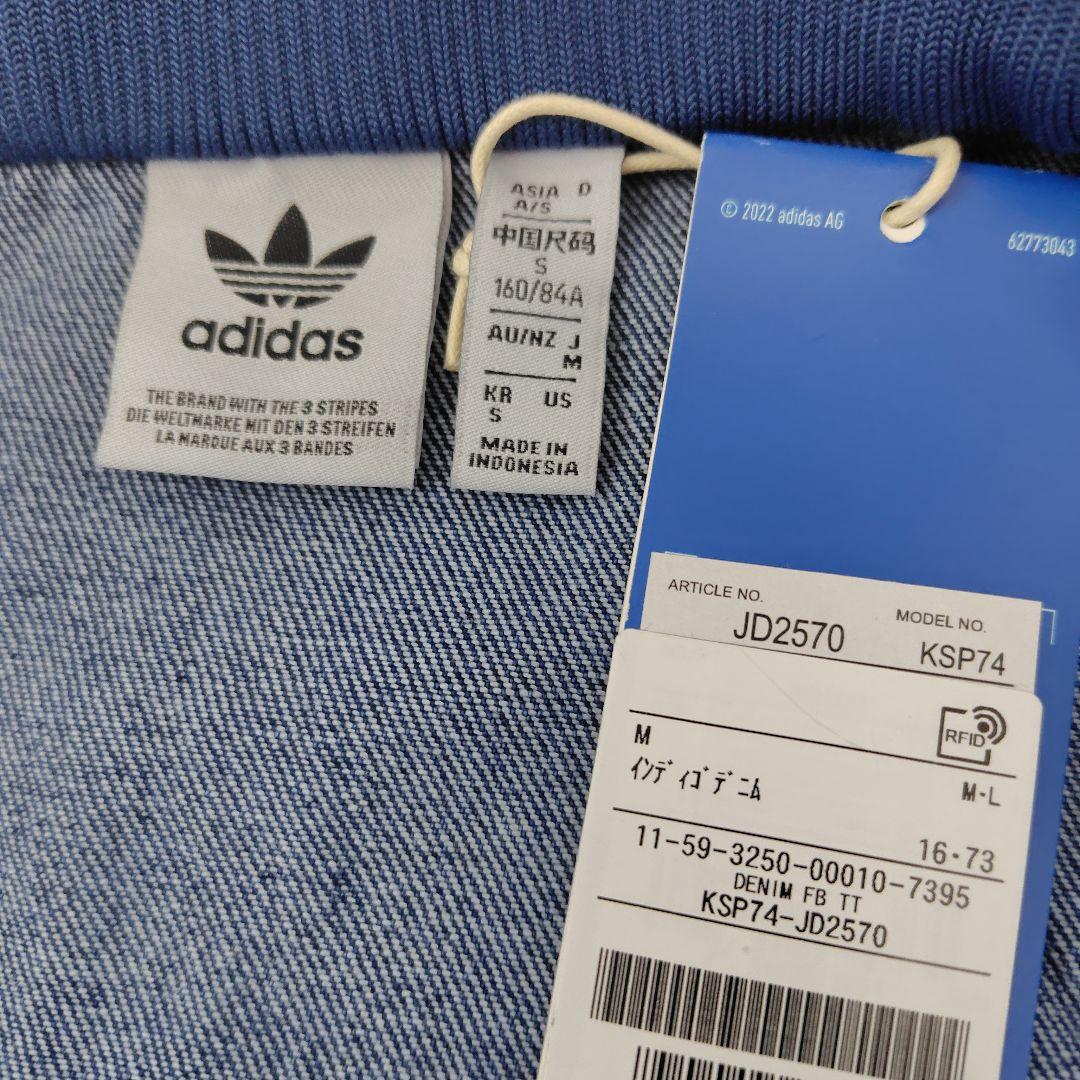 adidas
THE BRAND WITH THE 3 STRIPES
DIE WELTMARKE MIT DEN 3 STREIFEN
LA MARQUE AUX 3 BANDES
ASIA D
A/S
中国尺码
S
160/84A
AU/NZ J
M
KR US
S
MADE IN
INDONESIA
© 2022 adidas AG
62773043
ARTICLE NO.
JD2570
MODEL NO.
KSP74
RFID
M
ｲﾝﾃﾞｨｺﾞﾃﾞﾆﾑ
M・L
16・73
11-59-3250-00010-7395
DENIM FB TT
KSP74-JD2570